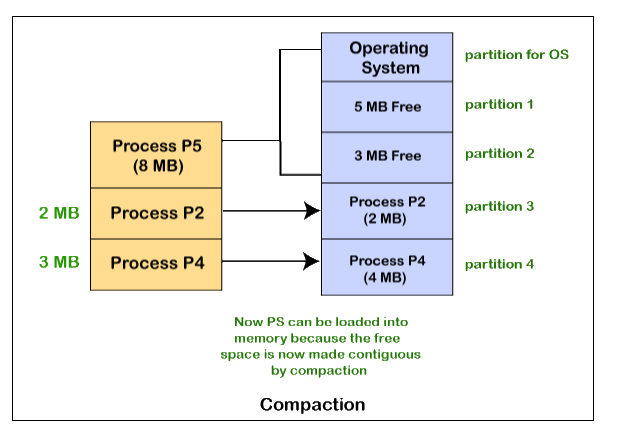 Operating
System
partition for OS
5 MB Free
partition 1
Process P5
(8 MB)
3 MB Free
partition 2
2 MB
Process P2
Process P2
(2 MB)
partition 3
3 MB
Process P4
Process P4
(4 MB)
partition 4
Now PS can be loaded into
memory because the free
space is now made contiguous
by compaction
Compaction